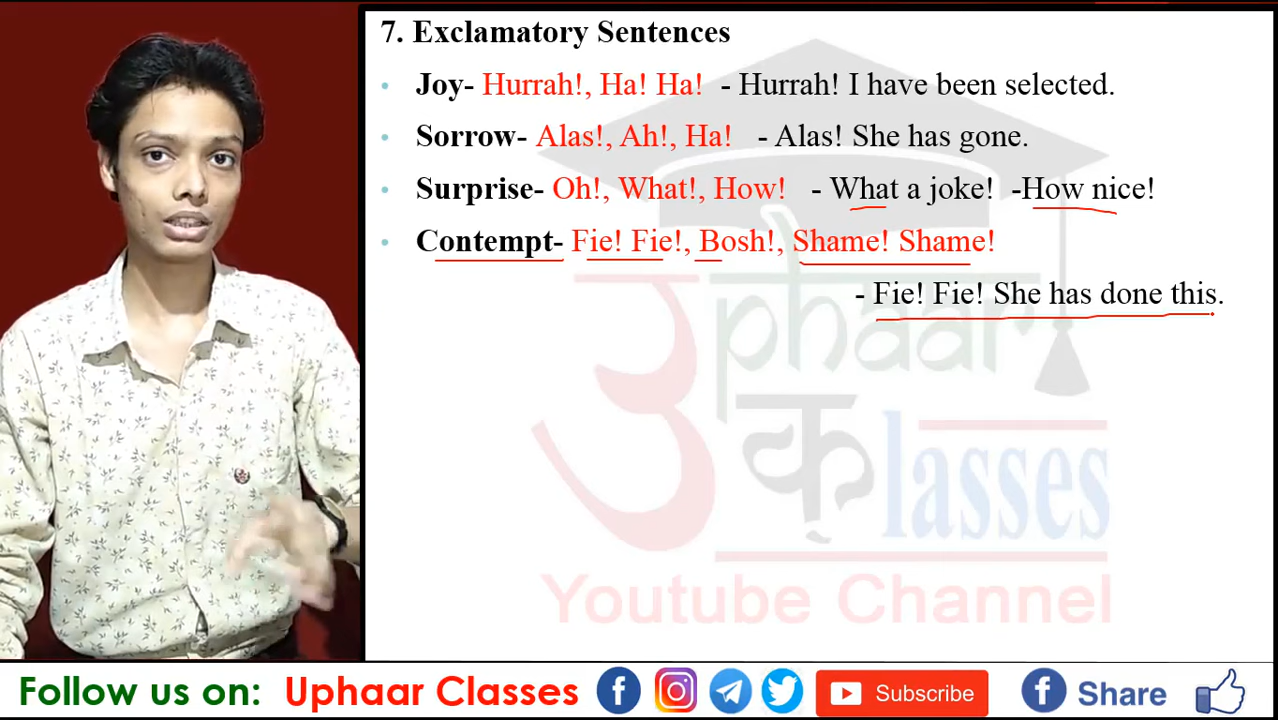 7. Exclamatory Sentences
• Joy- Hurrah!, Ha! Ha! - Hurrah! I have been selected.
• Sorrow- Alas!, Ah!, Ha! - Alas! She has gone.
• Surprise- Oh!, What!, How! - What a joke! -How nice!
• Contempt- Fie! Fie!, Bosh!, Shame! Shame!
- Fie! Fie! She has done this.
उphaar
कlasses
Youtube Channel
Follow us on: Uphaar Classes Subscribe Share